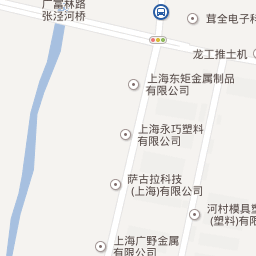 广富林路
张泾河桥
茸全电子科
龙工推土机
上海东矩金属制品
有限公司
上海永巧塑料
有限公司
萨古拉科技
(上海)有限公司
河村模具塑
(塑料)有限
上海广野金属
有限公司